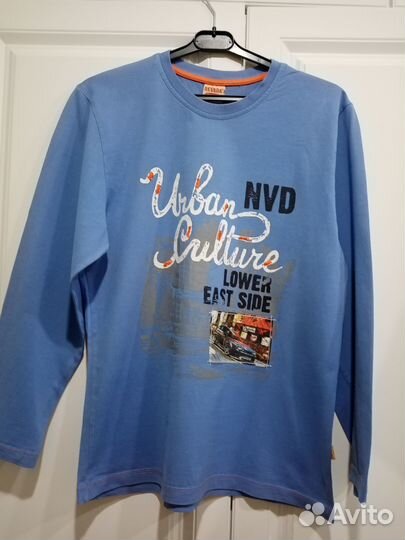 Urban
NVD
Culture
LOWER
EAST SIDE
Avito